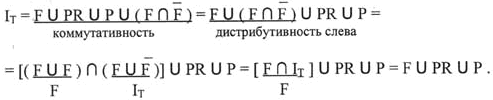 I_T = F U PR U P U ( F ∩ F̅ ) = F U ( F ∩ F̅ ) U PR U P =
коммутативность дистрибутивность слева
= [( F U F ) ∩ ( F U F̅ )] U PR U P = [ F ∩ I_T ] U PR U P = F U PR U P .
F I_T F